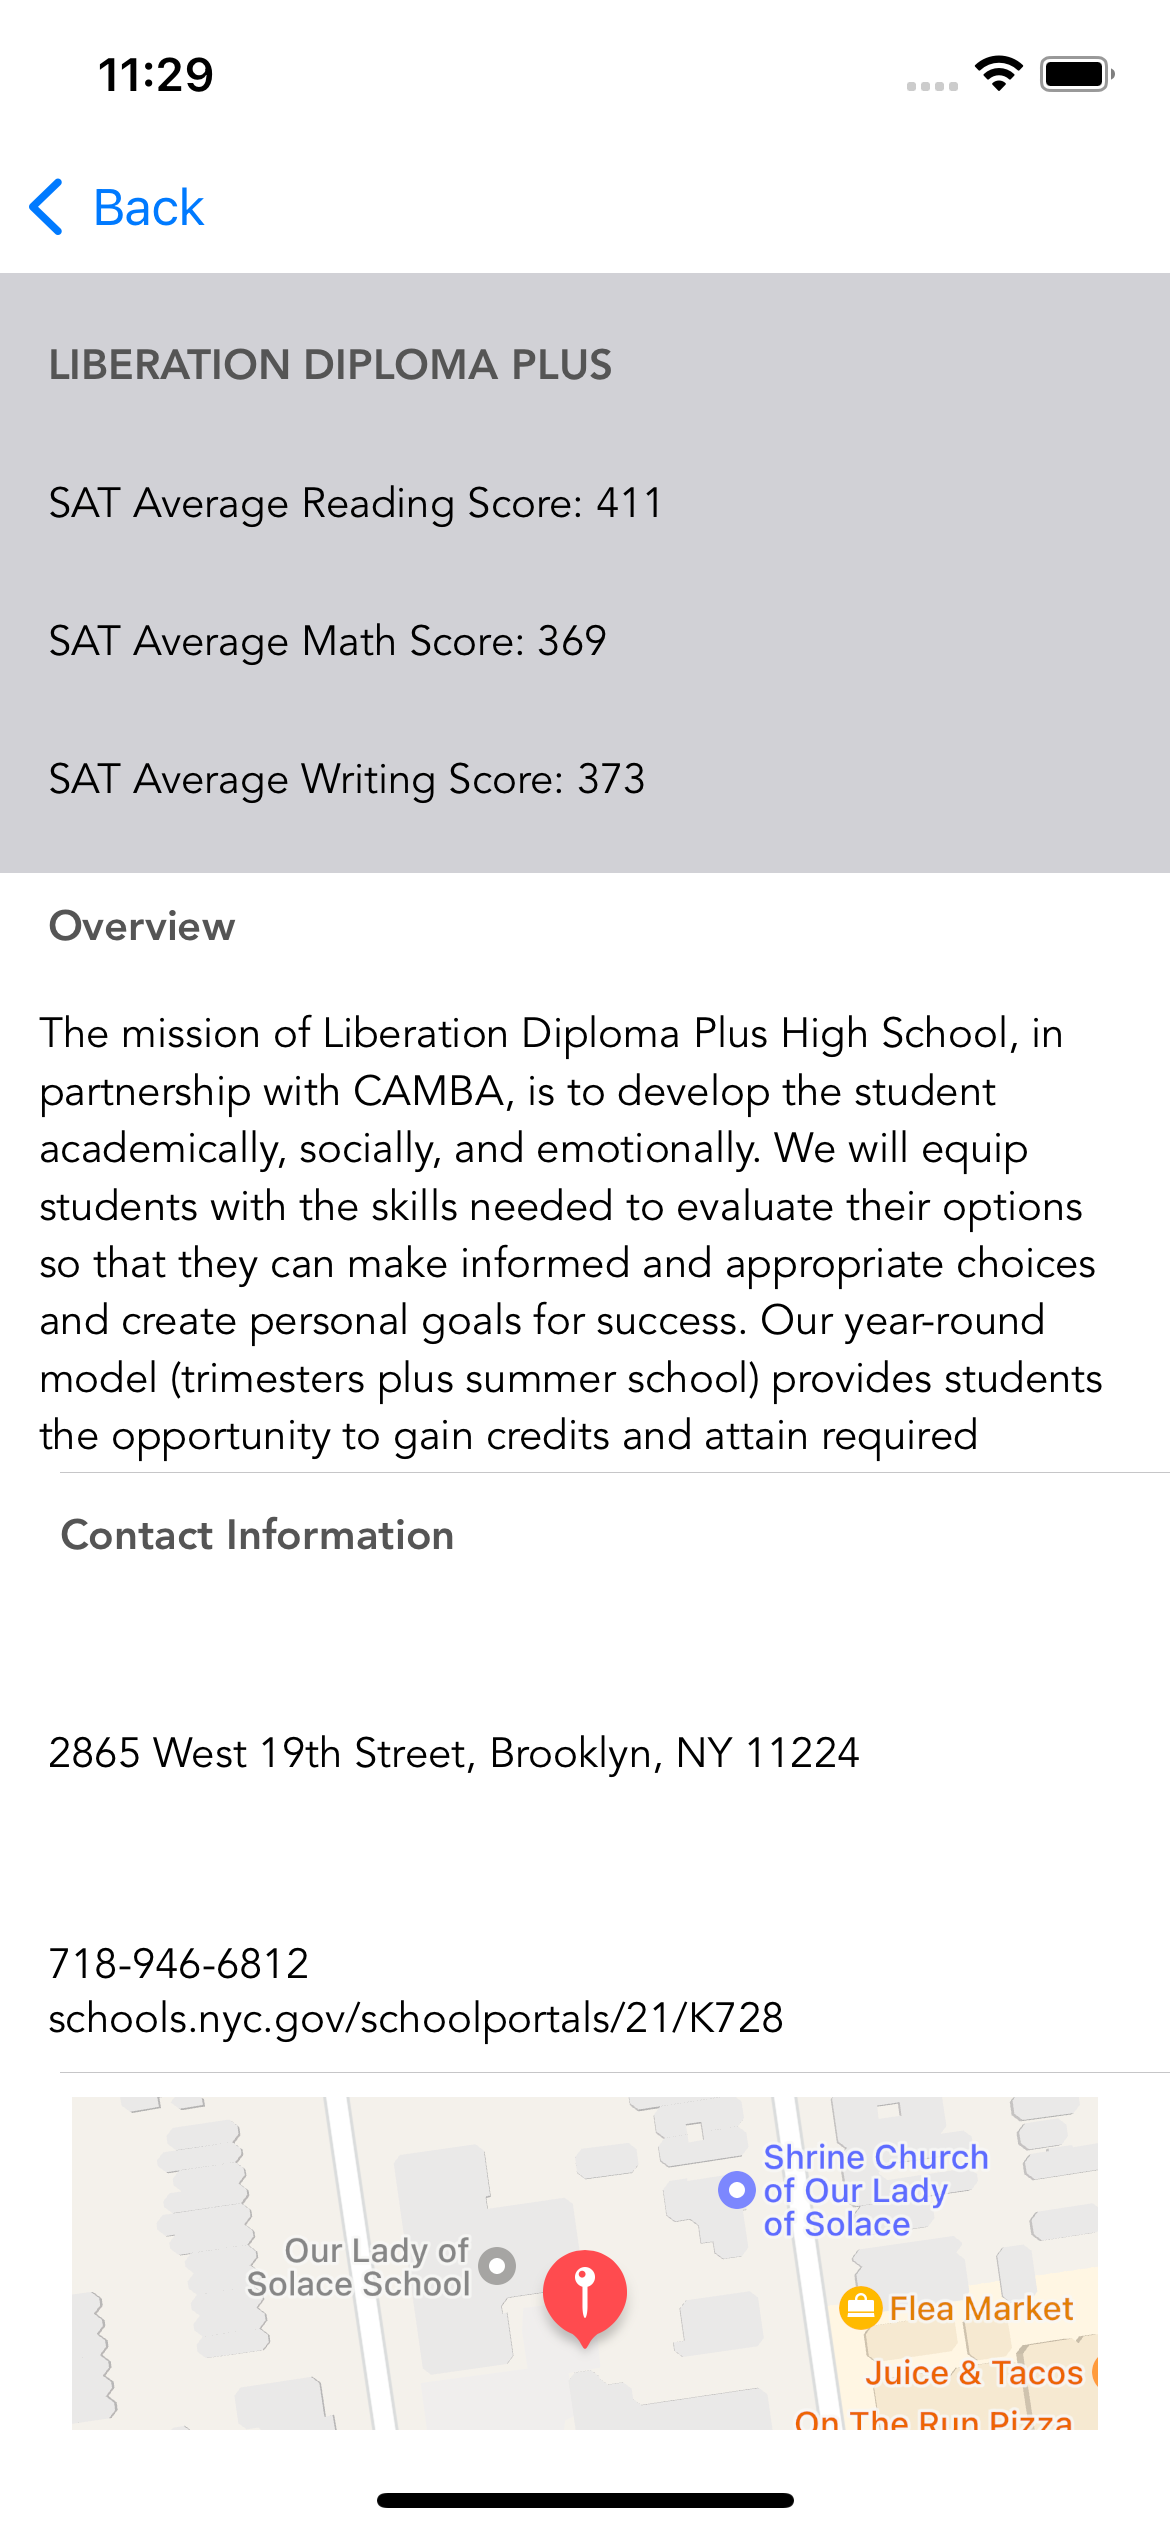 11:29
Back
LIBERATION DIPLOMA PLUS
SAT Average Reading Score: 411
SAT Average Math Score: 369
SAT Average Writing Score: 373
Overview
The mission of Liberation Diploma Plus High School, in
partnership with CAMBA, is to develop the student
academically, socially, and emotionally. We will equip
students with the skills needed to evaluate their options
so that they can make informed and appropriate choices
and create personal goals for success. Our year-round
model (trimesters plus summer school) provides students
the opportunity to gain credits and attain required
Contact Information
2865 West 19th Street, Brooklyn, NY 11224
718-946-6812
schools.nyc.gov/schoolportals/21/K728
Shrine Church
of Our Lady
of Solace
Our Lady of
Solace School
Flea Market
Juice & Tacos
On The Run Pizza